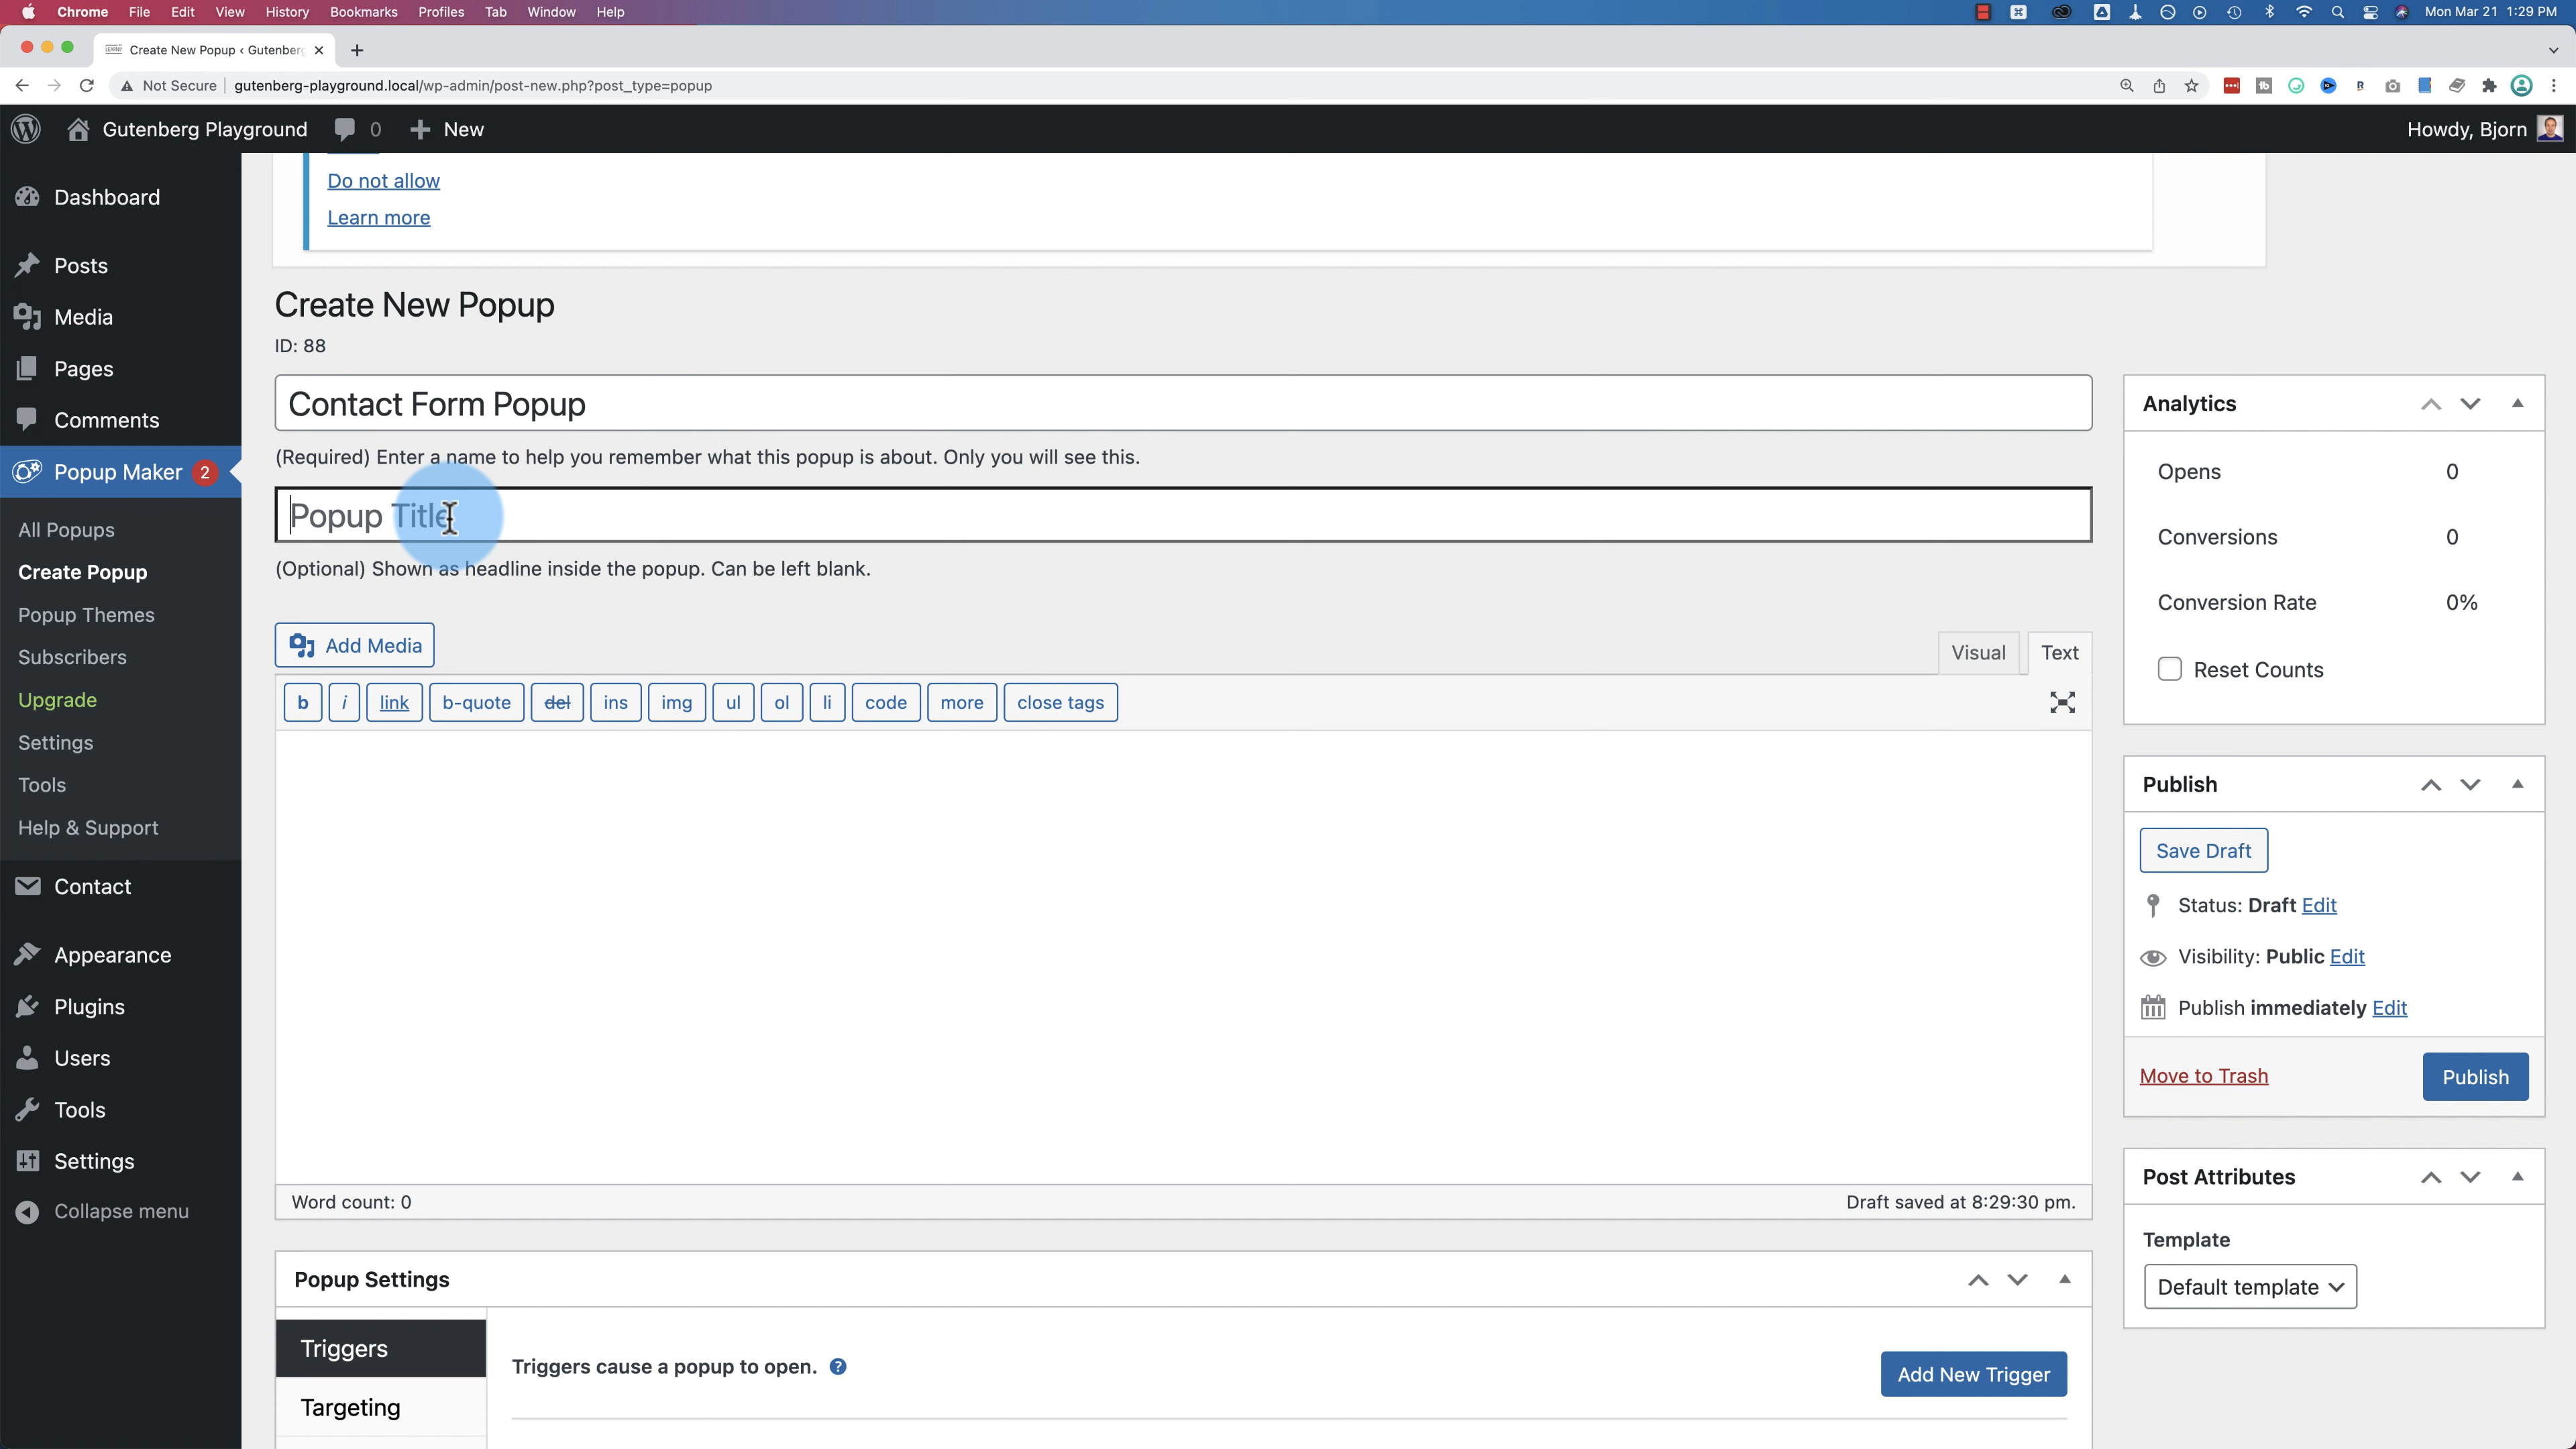 Chrome File Edit View History Bookmarks Profiles Tab Window Help Mon Mar 21 1:29 PM
Create New Popup ‹ Gutenberg
Not Secure gutenberg-playground.local/wp-admin/post-new.php?post_type=popup
Gutenberg Playground 0 New Howdy, Bjorn
Dashboard
Posts
Media
Pages
Comments
Popup Maker 2
All Popups
Create Popup
Popup Themes
Subscribers
Upgrade
Settings
Tools
Help & Support
Contact
Appearance
Plugins
Users
Tools
Settings
Collapse menu
Do not allow
Learn more
Create New Popup
ID: 88
Contact Form Popup
(Required) Enter a name to help you remember what this popup is about. Only you will see this.
Popup Title
(Optional) Shown as headline inside the popup. Can be left blank.
Add Media
Visual Text
b i link b-quote del ins img ul ol li code more close tags
Word count: 0 Draft saved at 8:29:30 pm.
Popup Settings
Triggers
Targeting
Triggers cause a popup to open. ?
Add New Trigger
Analytics
Opens 0
Conversions 0
Conversion Rate 0%
Reset Counts
Publish
Save Draft
Status: Draft Edit
Visibility: Public Edit
Publish immediately Edit
Move to Trash Publish
Post Attributes
Template
Default template